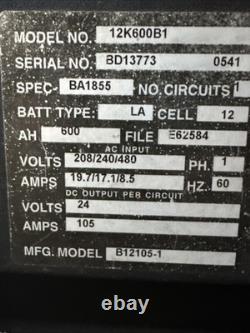 MODEL NO. 12K600B1
SERIAL NO. BD13773 0541
SPEC- BA1855 NO. CIRCUITS 1
BATT TYPE: LA CELL 12
AH 600 FILE E62584
AC INPUT
VOLTS 208/240/480 PH. 1
AMPS 19.7/17.1/8.5 HZ. 60
DC OUTPUT PER CIRCUIT
VOLTS 24
AMPS 105
MFG. MODEL B12105-1